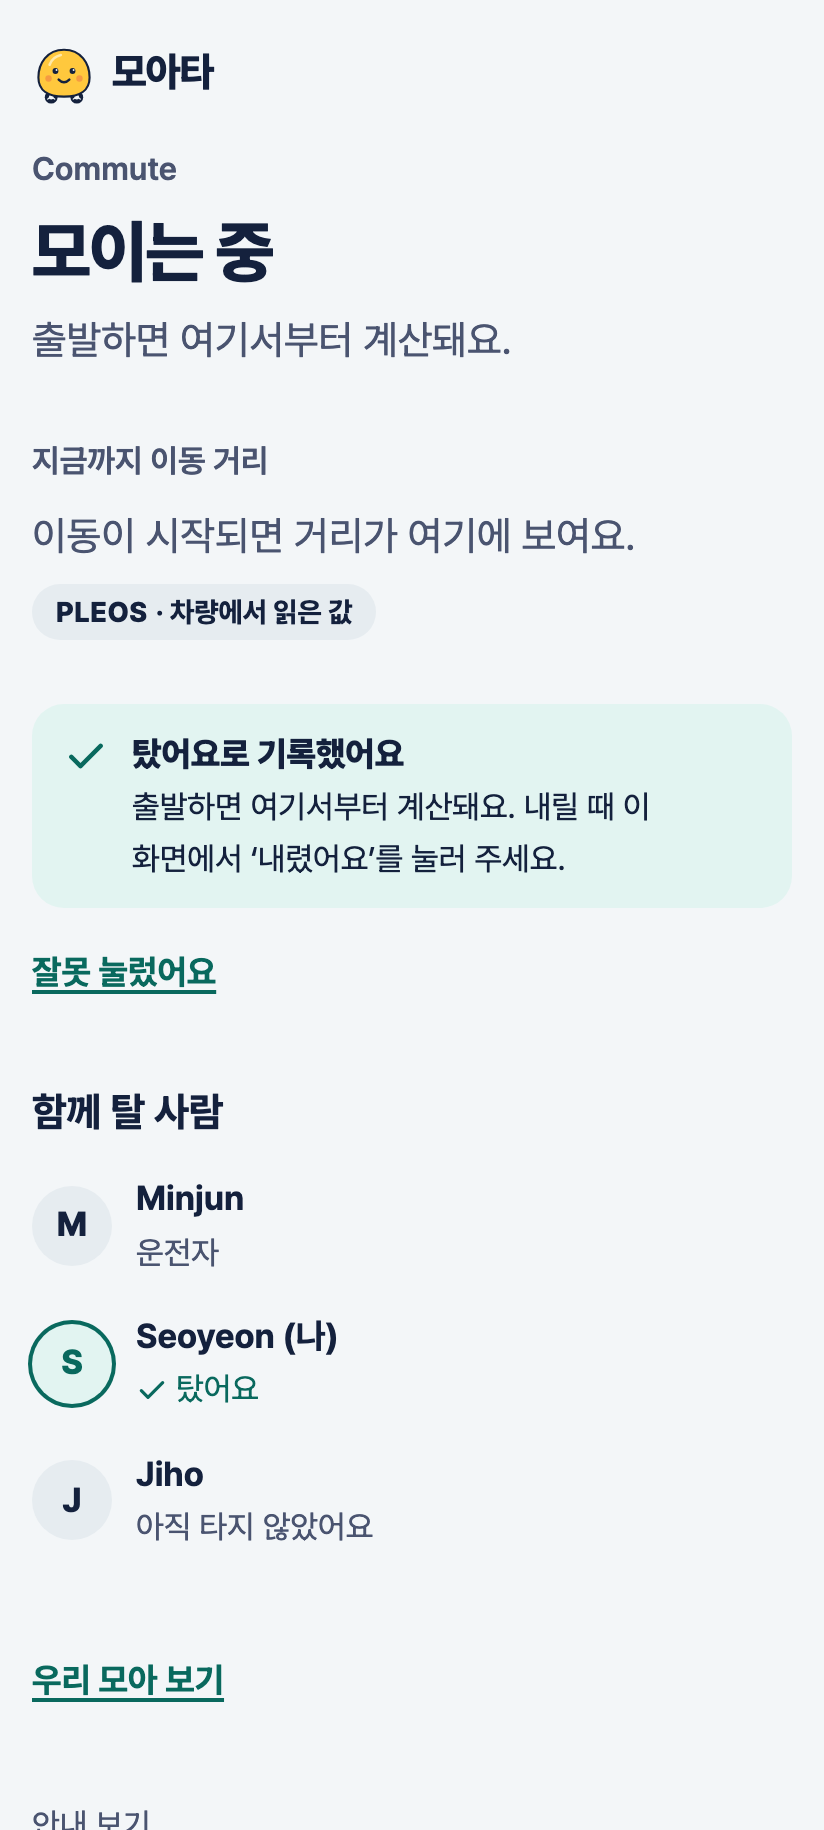 모아타
Commute
모이는 중
출발하면 여기서부터 계산돼요.
지금까지 이동 거리
이동이 시작되면 거리가 여기에 보여요.
PLEOS · 차량에서 읽은 값
탔어요로 기록했어요
출발하면 여기서부터 계산돼요. 내릴 때 이
화면에서 ‘내렸어요’를 눌러 주세요.
잘못 눌렀어요
함께 탈 사람
M
Minjun
운전자
S
Seoyeon (나)
탔어요
J
Jiho
아직 타지 않았어요
우리 모아 보기
안내 보기